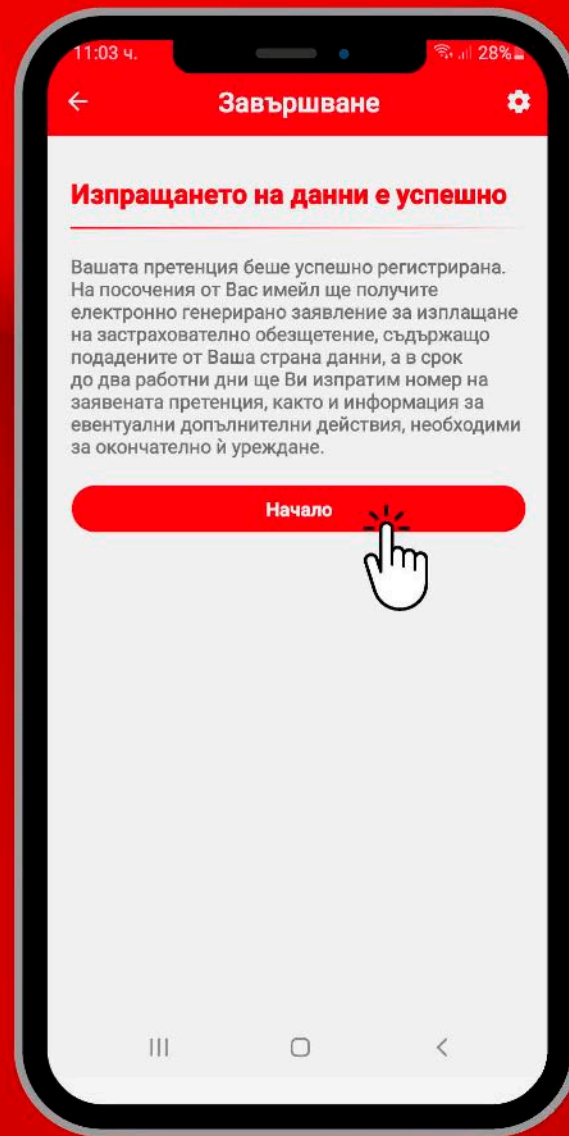 11:03 ч.
28%
Завършване
Изпращането на данни е успешно
Вашата претенция беше успешно регистрирана.
На посочения от Вас имейл ще получите
електронно генерирано заявление за изплащане
на застрахователно обезщетение, съдържащо
подадените от Ваша страна данни, а в срок
до два работни дни ще Ви изпратим номер на
заявената претенция, както и информация за
евентуални допълнителни действия, необходими
за окончателно ѝ уреждане.
Начало